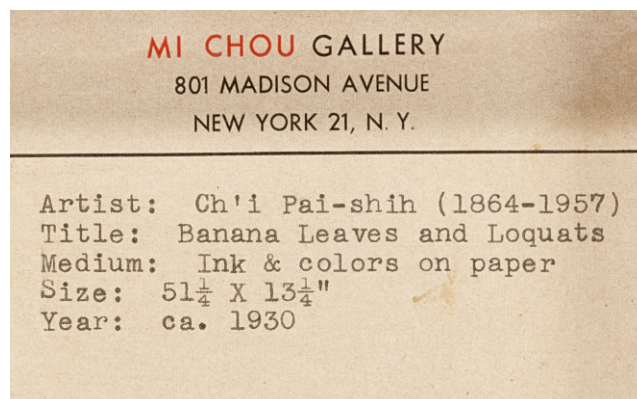 MI CHOU GALLERY
801 MADISON AVENUE
NEW YORK 21, N. Y.
Artist: Ch'i Pai-shih (1864-1957)
Title: Banana Leaves and Loquats
Medium: Ink & colors on paper
Size: 51¼ X 13¼"
Year: ca. 1930